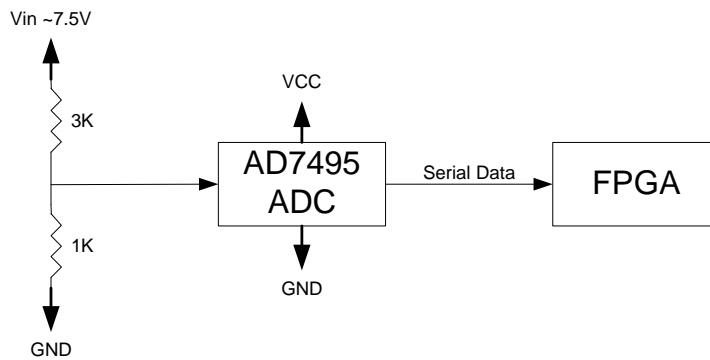 Vin ~7.5V
3K
1K
GND
VCC
AD7495
ADC
GND
Serial Data
FPGA